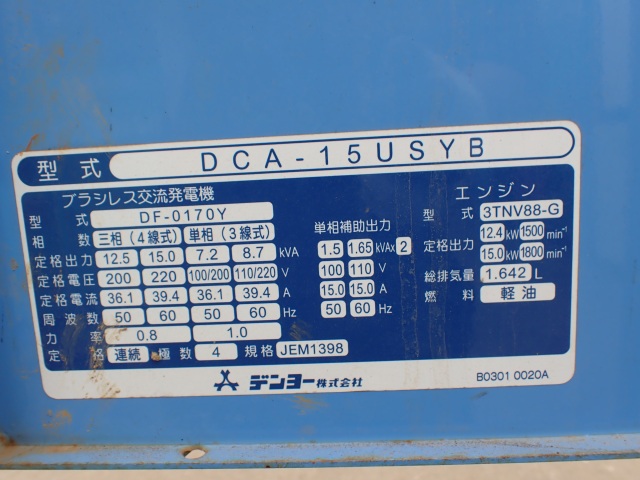 型式 DCA-15USYB
ブラシレス交流発電機
型式 DF-0170Y
相数 三相(4線式) 単相(3線式)
定格出力 12.5 15.0 7.2 8.7 kVA
定格電圧 200 220 100/200 110/220 V
定格電流 36.1 39.4 36.1 39.4 A
周波数 50 60 50 60 Hz
力率 0.8 1.0
定格 連続 極数 4 規格 JEM1398
単相補助出力
1.5 1.65 kVA×2
100 110 V
15.0 15.0 A
50 60 Hz
エンジン
型式 3TNV88-G
定格出力 12.4 kW 1500 min⁻¹
15.0 kW 1800 min⁻¹
総排気量 1.642 L
燃料 軽油
デンヨー株式会社
B0301 0020A